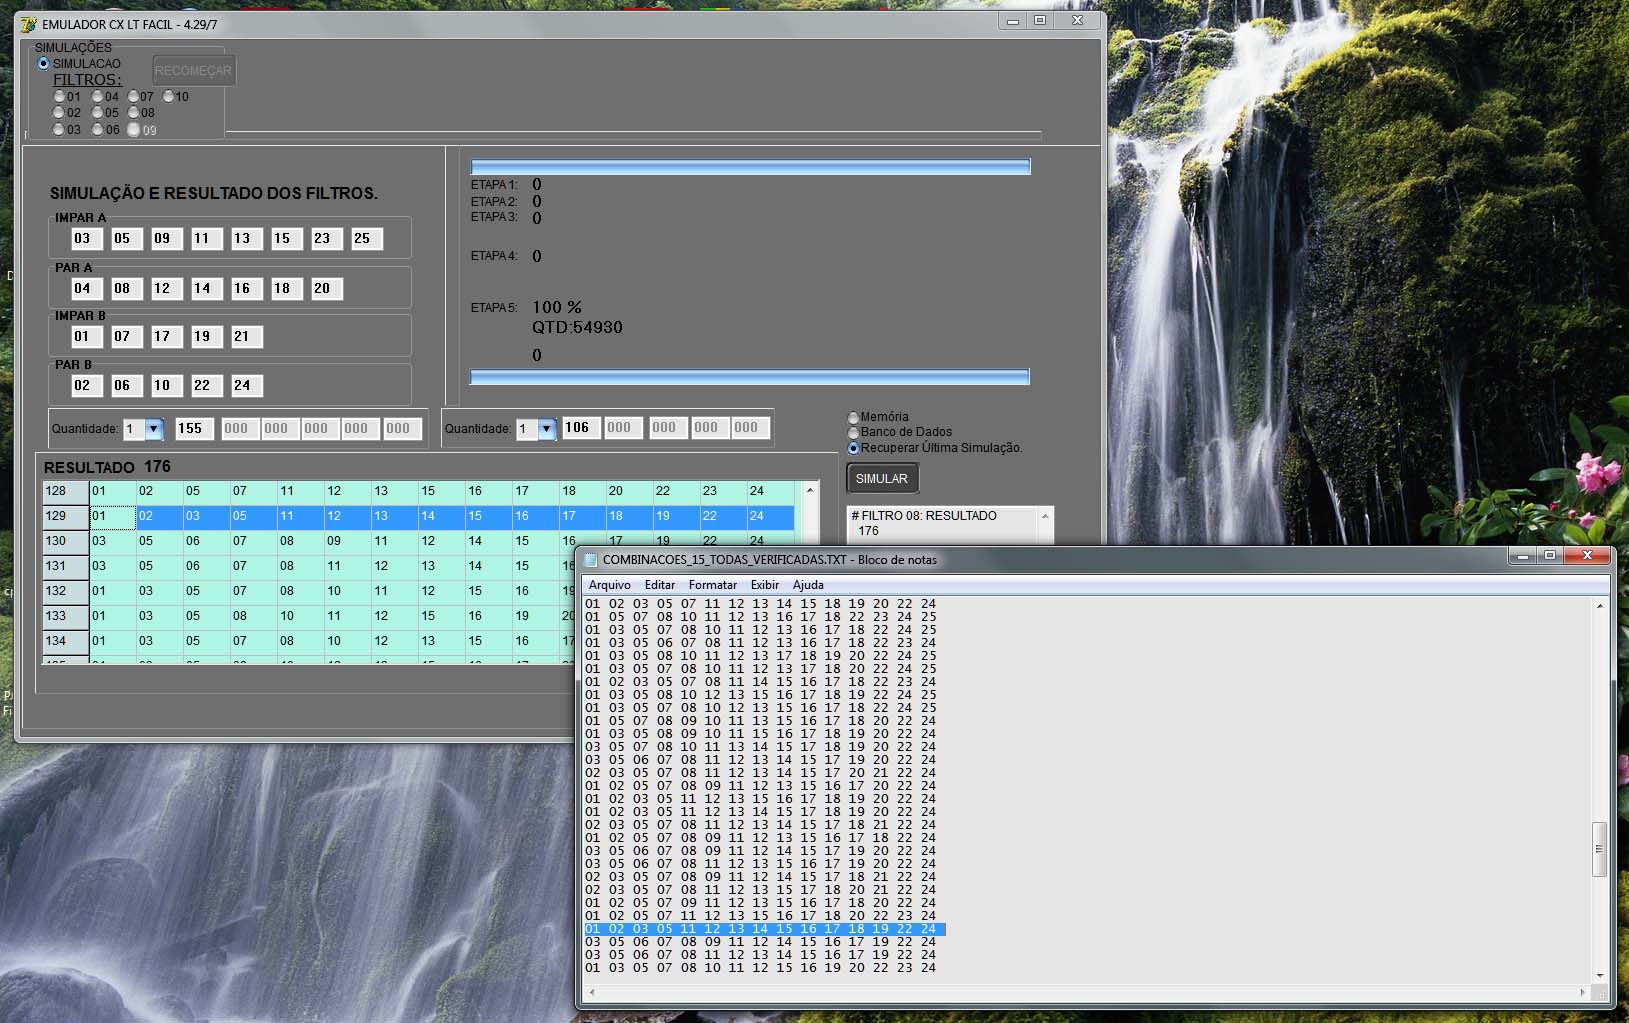 EMULADOR CX LT FACIL - 4.29/7
SIMULAÇÕES
SIMULACAO
RECOMEÇAR
FILTROS:
01 04 07 10
02 05 08
03 06 09
SIMULAÇÃO E RESULTADO DOS FILTROS.
IMPAR A
03 05 09 11 13 15 23 25
PAR A
04 08 12 14 16 18 20
IMPAR B
01 07 17 19 21
PAR B
02 06 10 22 24
ETAPA 1: 0
ETAPA 2: 0
ETAPA 3: 0
ETAPA 4: 0
ETAPA 5: 100 %
QTD:54930
0
Quantidade: 1 155 000 000 000 000 000
Quantidade: 1 106 000 000 000 000
Memória
Banco de Dados
Recuperar Última Simulação.
SIMULAR
# FILTRO 08: RESULTADO
176
RESULTADO 176
128 01 02 05 07 11 12 13 15 16 17 18 20 22 23 24
129 01 02 03 05 11 12 13 14 15 16 17 18 19 22 24
130 03 05 06 07 08 09 11 12 14 15 16 17 19 22 24
131 03 05 06 07 08 11 12 13 14 15 16
132 01 03 05 07 08 10 11 12 15 16 19
133 01 03 05 08 10 11 12 15 16 19 20
134 01 03 05 07 08 10 12 13 15 16 17
COMBINACOES_15_TODAS_VERIFICADAS.TXT - Bloco de notas
Arquivo Editar Formatar Exibir Ajuda
01 02 03 05 07 11 12 13 14 15 18 19 20 22 24
01 05 07 08 10 11 12 13 16 17 18 22 23 24 25
01 03 05 07 08 10 11 12 13 16 17 18 22 24 25
01 03 05 06 07 08 11 12 13 16 17 18 22 23 24
01 03 05 08 10 11 12 13 17 18 19 20 22 24 25
01 03 05 07 08 10 11 12 13 17 18 20 22 24 25
01 02 03 05 07 08 11 14 15 16 17 18 22 23 24
01 03 05 08 10 12 13 15 16 17 18 19 22 24 25
01 03 05 07 08 10 12 13 15 16 17 18 22 24 25
01 05 07 08 09 10 11 13 15 16 17 18 20 22 24
01 03 05 08 09 10 11 15 16 17 18 19 20 22 24
03 05 07 08 10 11 13 14 15 17 18 19 20 22 24
03 05 06 07 08 11 12 13 14 15 17 19 20 22 24
02 03 05 07 08 11 12 13 14 15 17 20 21 22 24
01 02 05 07 08 09 11 12 13 15 16 17 20 22 24
01 02 03 05 11 12 13 15 16 17 18 19 20 22 24
01 02 03 05 11 12 13 14 15 17 18 19 20 22 24
02 03 05 07 08 11 12 13 14 15 17 18 21 22 24
01 02 05 07 08 09 11 12 13 15 16 17 18 22 24
03 05 06 07 08 09 11 12 14 15 17 19 20 22 24
03 05 06 07 08 11 12 13 15 16 17 19 20 22 24
02 03 05 07 08 09 11 12 14 15 17 18 21 22 24
02 03 05 07 08 11 12 13 15 17 18 20 21 22 24
01 02 05 07 09 11 12 13 15 16 17 18 20 22 24
01 02 05 07 11 12 13 15 16 17 18 20 22 23 24
01 02 03 05 11 12 13 14 15 16 17 18 19 22 24
03 05 06 07 08 09 11 12 14 15 16 17 19 22 24
03 05 06 07 08 11 12 13 14 15 16 17 19 22 24
01 03 05 07 08 10 11 12 15 16 19 20 22 23 24